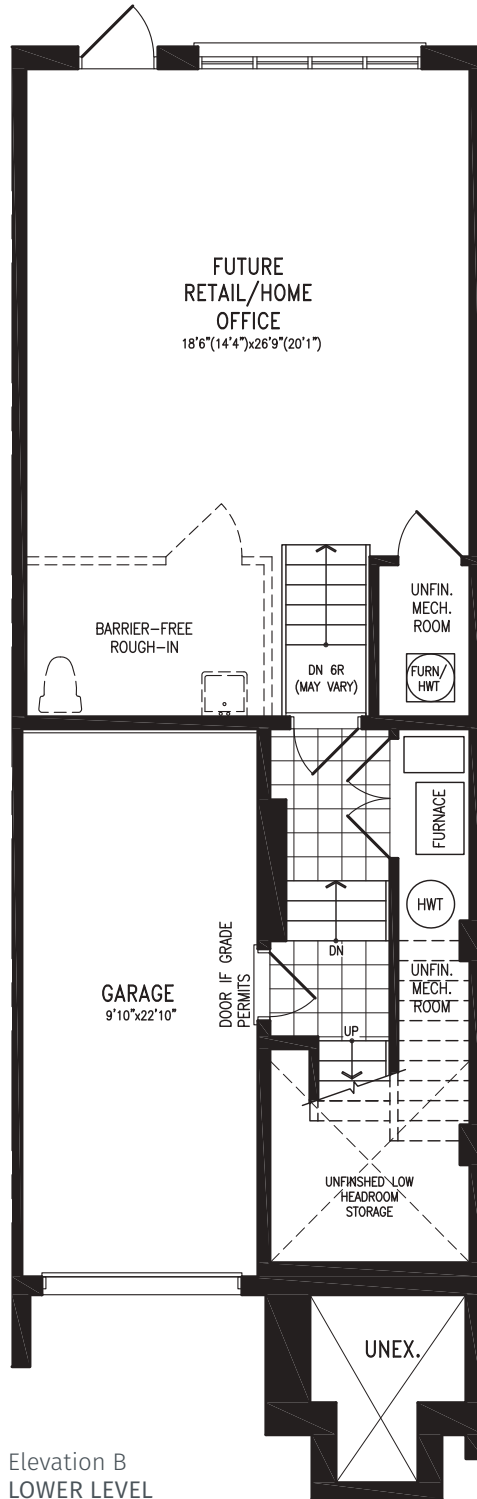 FUTURE
RETAIL/HOME
OFFICE
18'6"(14'4")x26'9"(20'1")
BARRIER-FREE
ROUGH-IN
DN 6R
(MAY VARY)
UNFIN.
MECH.
ROOM
FURN/
HWT
FURNACE
HWT
DN
UNFIN.
MECH.
ROOM
GARAGE
9'10"x22'10"
DOOR IF GRADE
PERMITS
UP
UNFINISHED LOW
HEADROOM
STORAGE
UNEX.
Elevation B
LOWER LEVEL